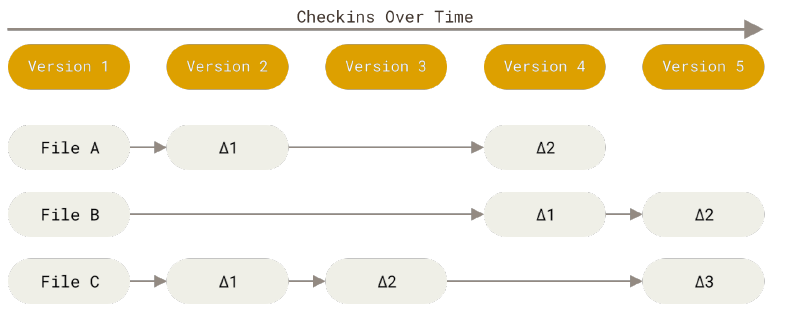 Checkins Over Time
Version 1 Version 2 Version 3 Version 4 Version 5
File A Δ1 Δ2
File B Δ1 Δ2
File C Δ1 Δ2 Δ3